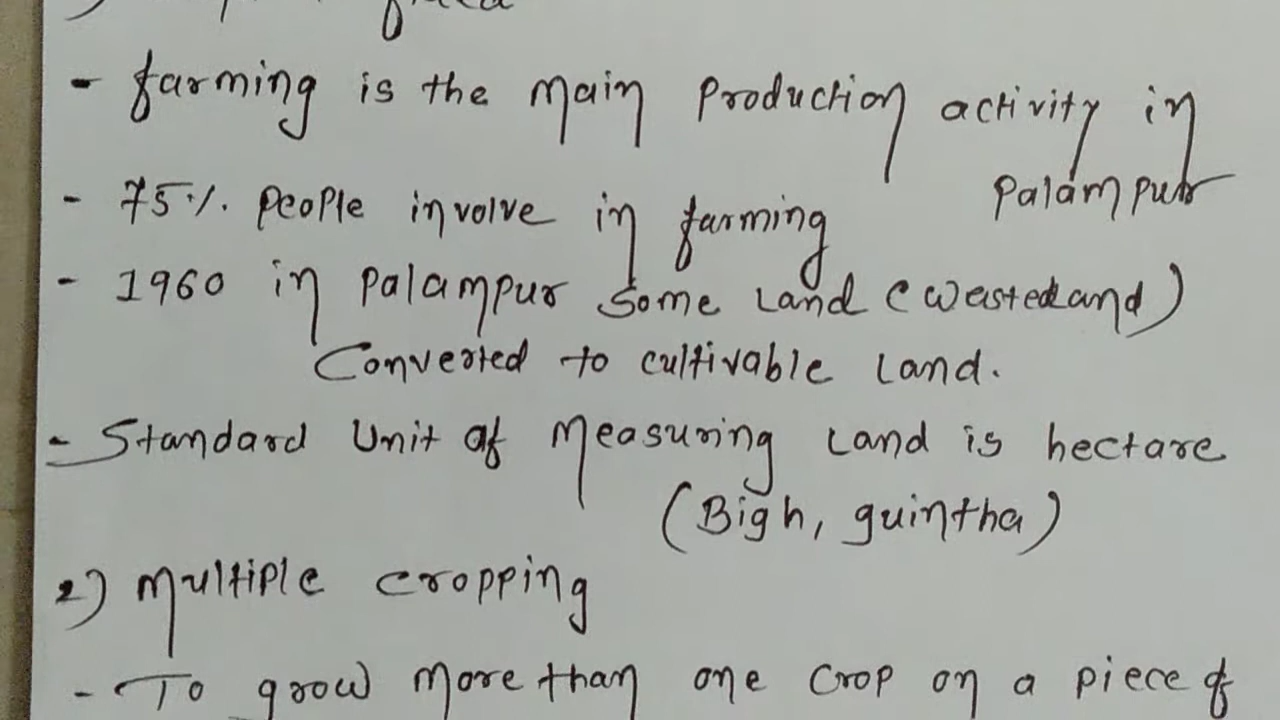 - farming is the main production activity in
Palampur
- 75% people involve in farming
- 1960 in palampur some land (wasteland)
converted to cultivable land.
- Standard Unit of measuring land is hectare
(Bigh, guintha)
2) multiple cropping
- To grow more than one crop on a piece of